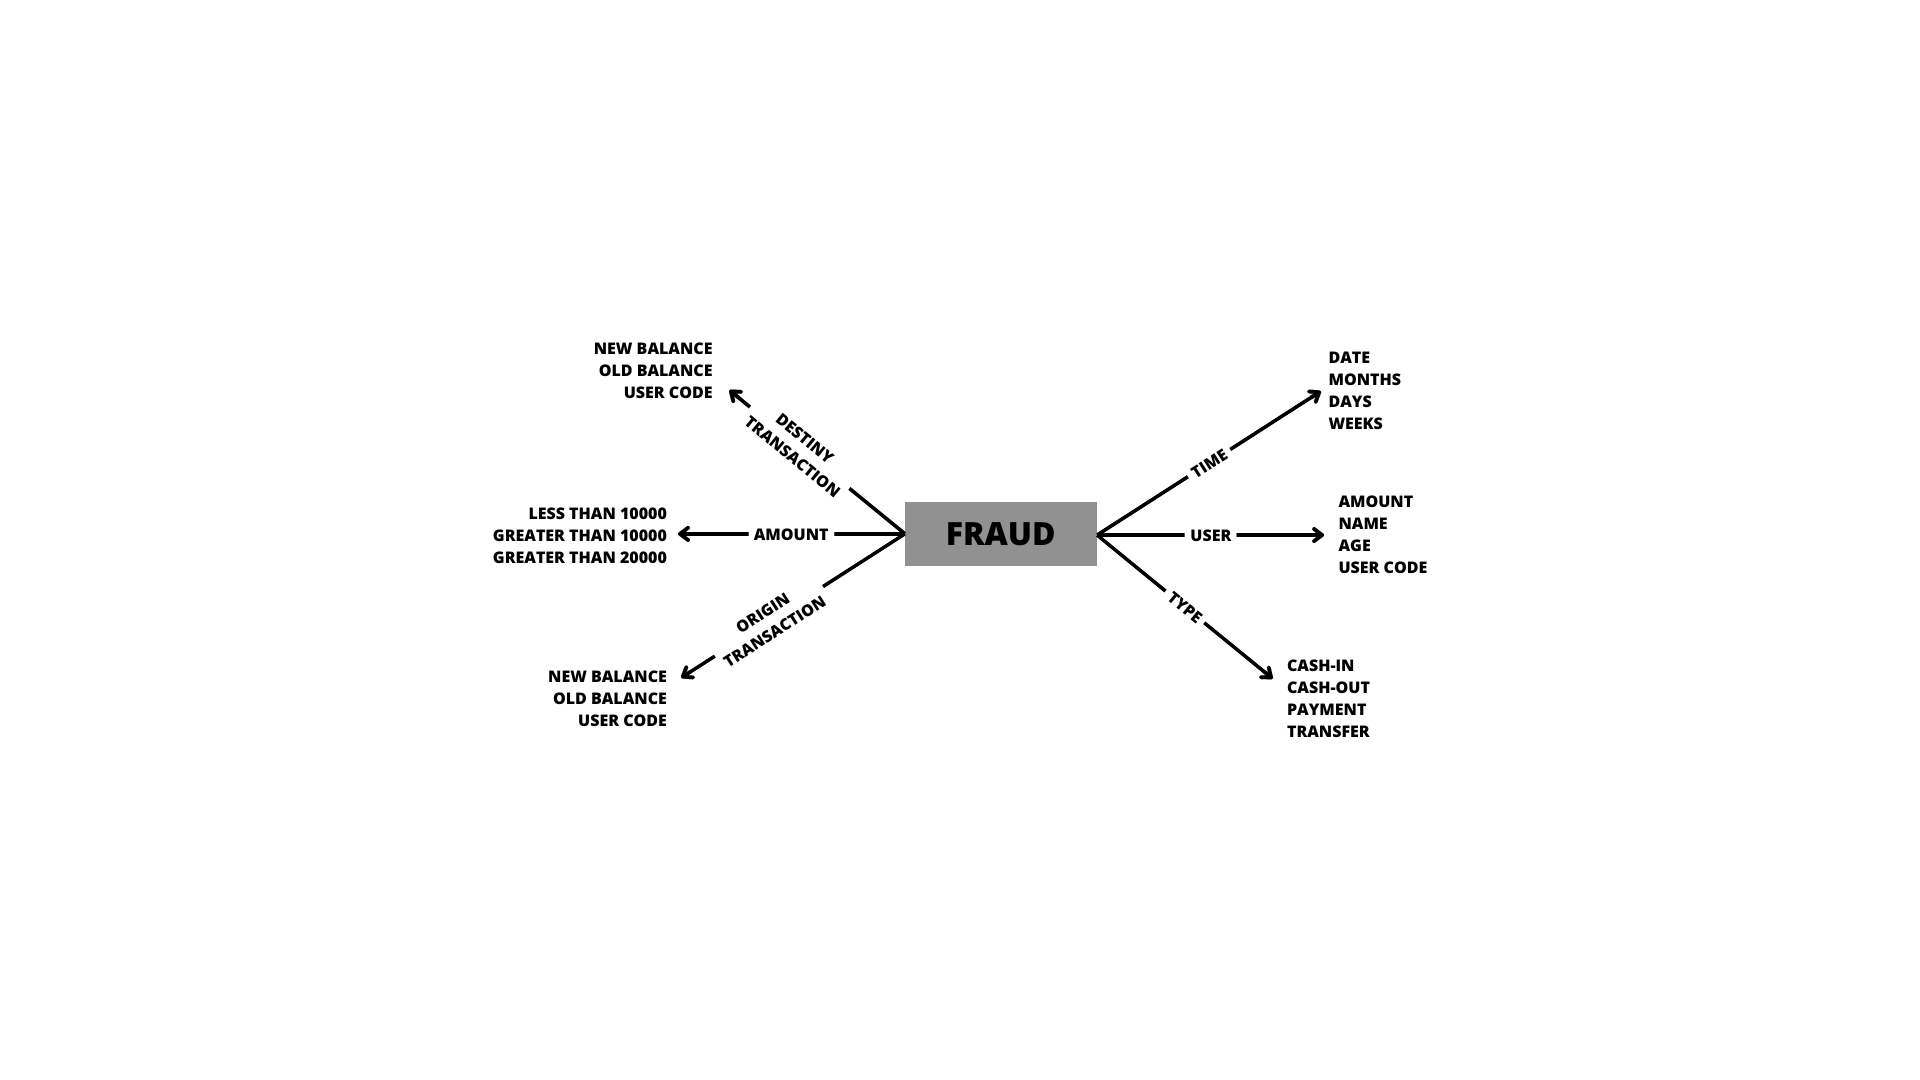 NEW BALANCE
OLD BALANCE
USER CODE
DESTINY
TRANSACTION
LESS THAN 10000
GREATER THAN 10000
GREATER THAN 20000
AMOUNT
ORIGIN
TRANSACTION
NEW BALANCE
OLD BALANCE
USER CODE
FRAUD
TIME
DATE
MONTHS
DAYS
WEEKS
USER
AMOUNT
NAME
AGE
USER CODE
TYPE
CASH-IN
CASH-OUT
PAYMENT
TRANSFER